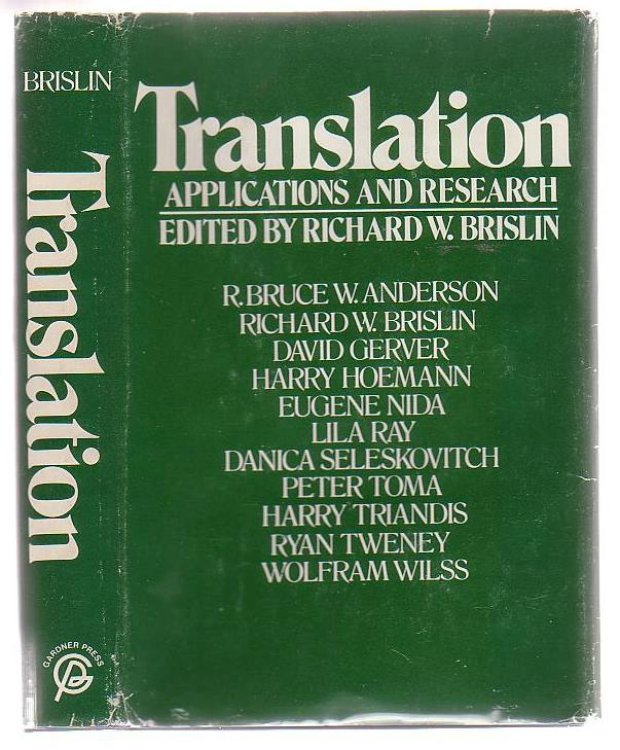 BRISLIN
Translation
GARDNER PRESS
Translation
APPLICATIONS AND RESEARCH
EDITED BY RICHARD W. BRISLIN
R. BRUCE W. ANDERSON
RICHARD W. BRISLIN
DAVID GERVER
HARRY HOEMANN
EUGENE NIDA
LILA RAY
DANICA SELESKOVITCH
PETER TOMA
HARRY TRIANDIS
RYAN TWENEY
WOLFRAM WILSS